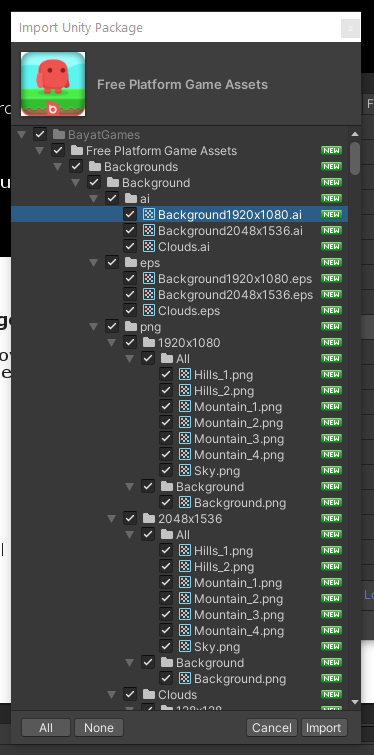 Import Unity Package
Free Platform Game Assets
BayatGames
Free Platform Game Assets NEW
Backgrounds NEW
Background NEW
ai NEW
Background1920x1080.ai NEW
Background2048x1536.ai NEW
Clouds.ai NEW
eps NEW
Background1920x1080.eps NEW
Background2048x1536.eps NEW
Clouds.eps NEW
png NEW
1920x1080 NEW
All NEW
Hills_1.png NEW
Hills_2.png NEW
Mountain_1.png NEW
Mountain_2.png NEW
Mountain_3.png NEW
Mountain_4.png NEW
Sky.png NEW
Background NEW
Background.png NEW
2048x1536 NEW
All NEW
Hills_1.png NEW
Hills_2.png NEW
Mountain_1.png NEW
Mountain_2.png NEW
Mountain_3.png NEW
Mountain_4.png NEW
Sky.png NEW
Background NEW
Background.png NEW
Clouds NEW
128x128 NEW
All None Cancel Import